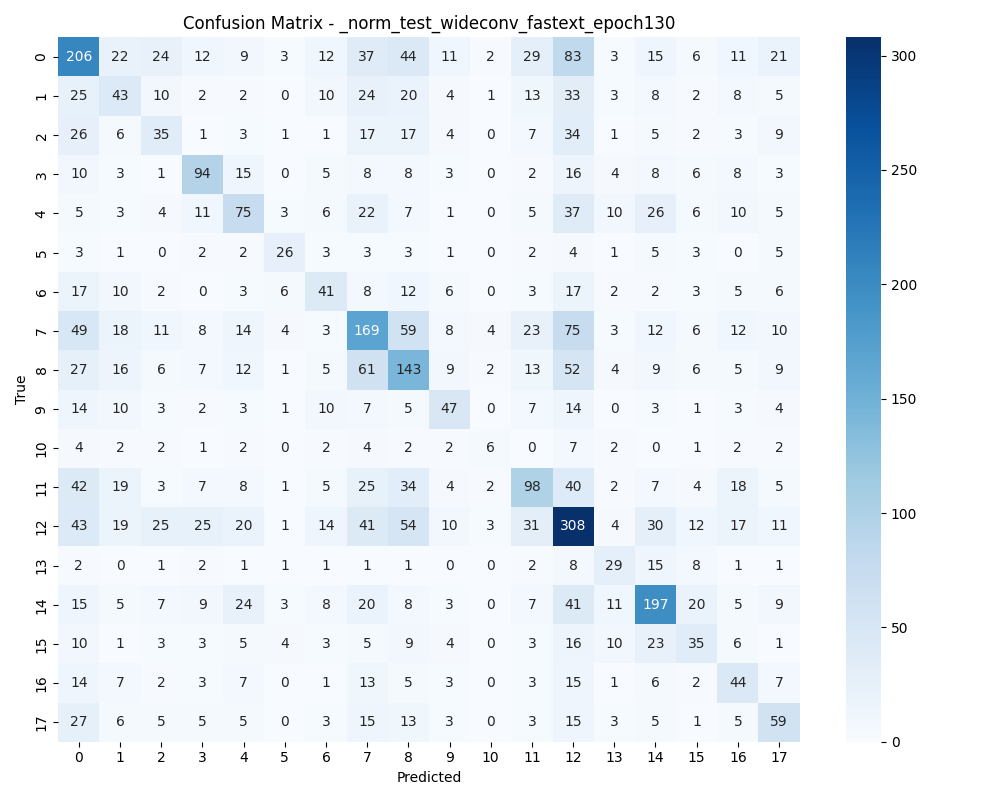 Confusion Matrix - _norm_test_wideconv_fastext_epoch130
0 206 22 24 12 9 3 12 37 44 11 2 29 83 3 15 6 11 21
1 25 43 10 2 2 0 10 24 20 4 1 13 33 3 8 2 8 5
2 26 6 35 1 3 1 1 17 17 4 0 7 34 1 5 2 3 9
3 10 3 1 94 15 0 5 8 8 3 0 2 16 4 8 6 8 3
4 5 3 4 11 75 3 6 22 7 1 0 5 37 10 26 6 10 5
5 3 1 0 2 2 26 3 3 3 1 0 2 4 1 5 3 0 5
6 17 10 2 0 3 6 41 8 12 6 0 3 17 2 2 3 5 6
7 49 18 11 8 14 4 3 169 59 8 4 23 75 3 12 6 12 10
8 27 16 6 7 12 1 5 61 143 9 2 13 52 4 9 6 5 9
9 14 10 3 2 3 1 10 7 5 47 0 7 14 0 3 1 3 4
10 4 2 2 1 2 0 2 4 2 2 6 0 7 2 0 1 2 2
11 42 19 3 7 8 1 5 25 34 4 2 98 40 2 7 4 18 5
12 43 19 25 25 20 1 14 41 54 10 3 31 308 4 30 12 17 11
13 2 0 1 2 1 1 1 1 1 0 0 2 8 29 15 8 1 1
14 15 5 7 9 24 3 8 20 8 3 0 7 41 11 197 20 5 9
15 10 1 3 3 5 4 3 5 9 4 0 3 16 10 23 35 6 1
16 14 7 2 3 7 0 1 13 5 3 0 3 15 1 6 2 44 7
17 27 6 5 5 5 0 3 15 13 3 0 3 15 3 5 1 5 59
0 1 2 3 4 5 6 7 8 9 10 11 12 13 14 15 16 17
Predicted
True
300
250
200
150
100
50
0